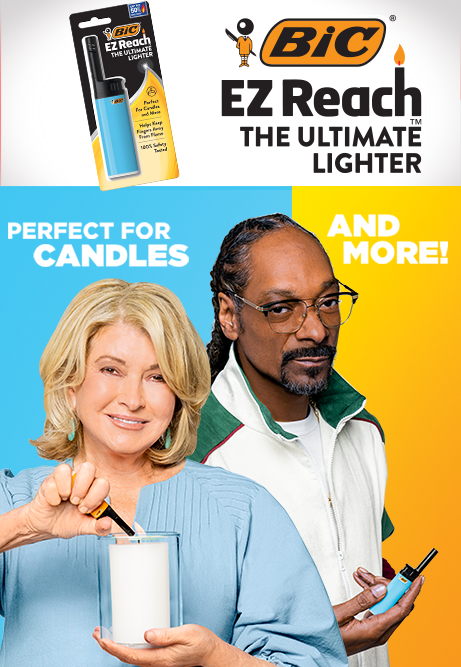 BiC
EZ Reach
THE ULTIMATE
LIGHTER
Perfect
For Candles
and More
Helps Keep
Fingers Away
From Flame
100% Safety
Tested
BiC®
EZ Reach™
THE ULTIMATE
LIGHTER
PERFECT FOR
CANDLES
AND
MORE!